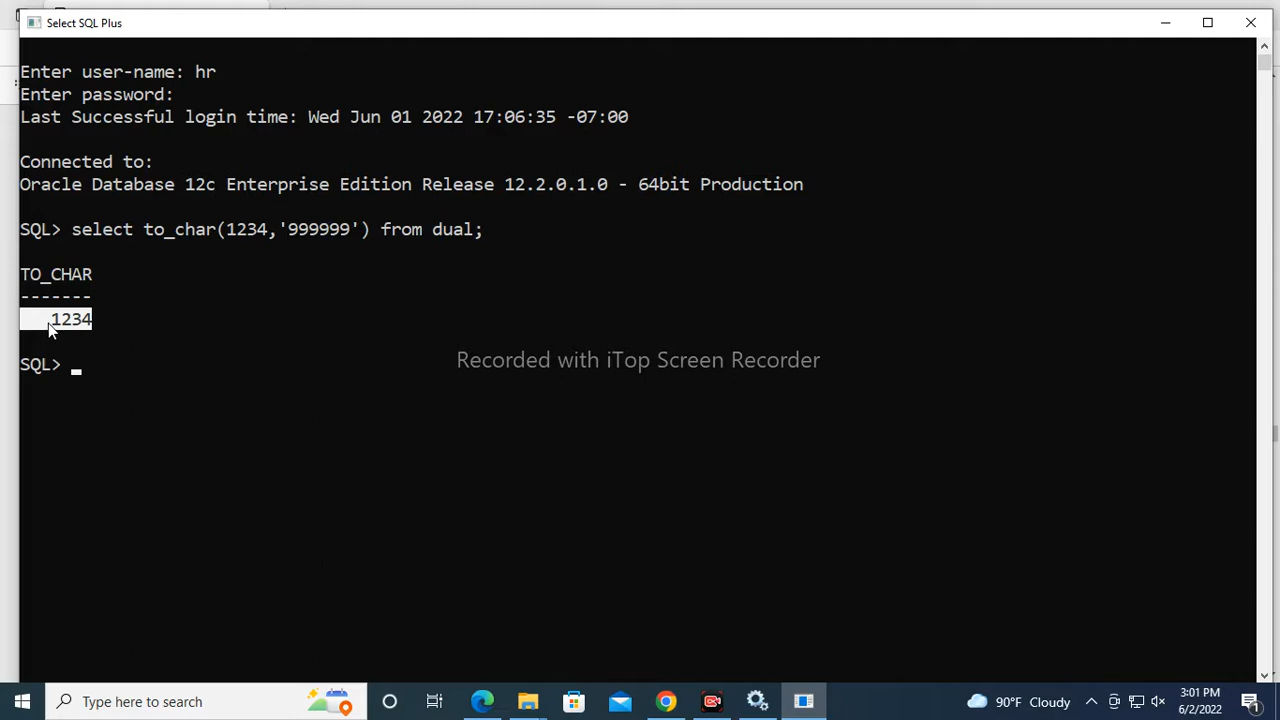 Select SQL Plus
Enter user-name: hr
Enter password:
Last Successful login time: Wed Jun 01 2022 17:06:35 -07:00
Connected to:
Oracle Database 12c Enterprise Edition Release 12.2.0.1.0 - 64bit Production
SQL> select to_char(1234,'999999') from dual;
TO_CHAR
-------
   1234
SQL> _
Recorded with iTop Screen Recorder
Type here to search
90°F Cloudy
3:01 PM
6/2/2022
1